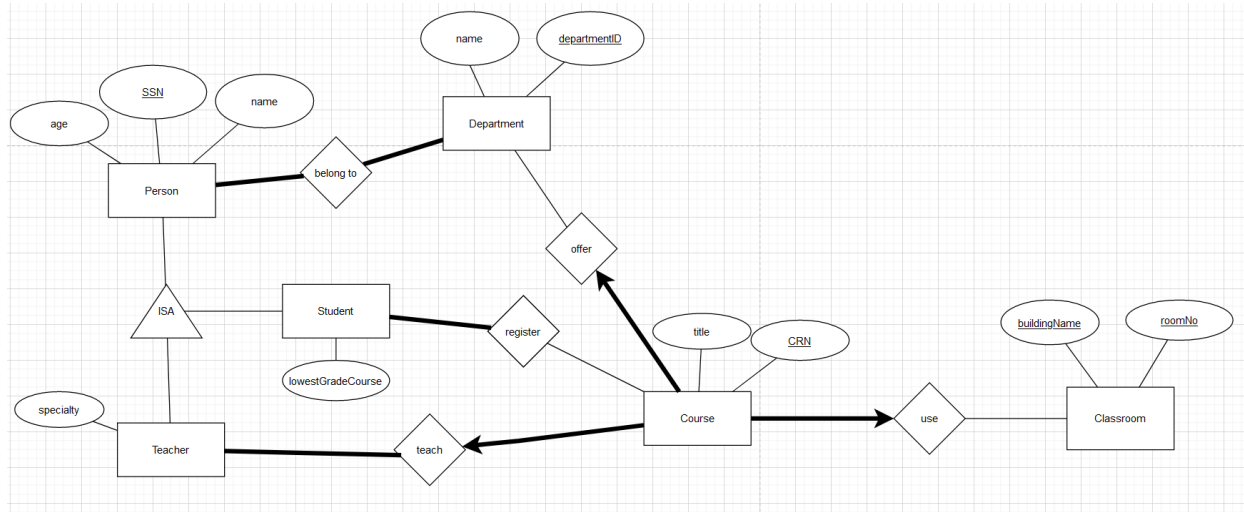 name
departmentID
SSN
name
age
Department
belong to
Person
offer
ISA
Student
register
title
CRN
buildingName
roomNo
lowestGradeCourse
specialty
Course
use
Classroom
Teacher
teach